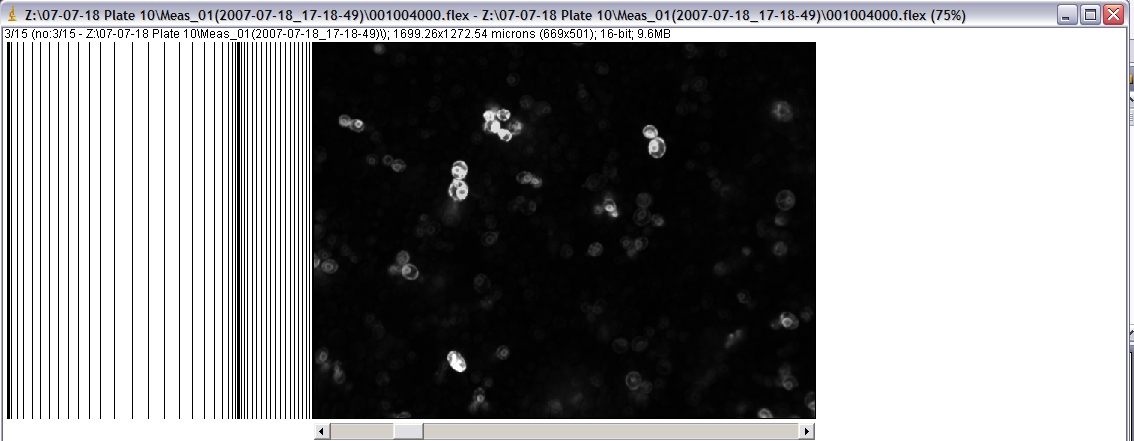 Z:\07-07-18 Plate 10\Meas_01(2007-07-18_17-18-49)\001004000.flex - Z:\07-07-18 Plate 10\Meas_01(2007-07-18_17-18-49)\001004000.flex (75%)
3/15 (no:3/15 - Z:\07-07-18 Plate 10\Meas_01(2007-07-18_17-18-49)\); 1699.26x1272.54 microns (669x501); 16-bit; 9.6MB